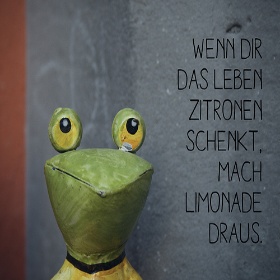 WENN DIR
DAS LEBEN
ZITRONEN
SCHENKT,
MACH
LIMONADE
DRAUS.